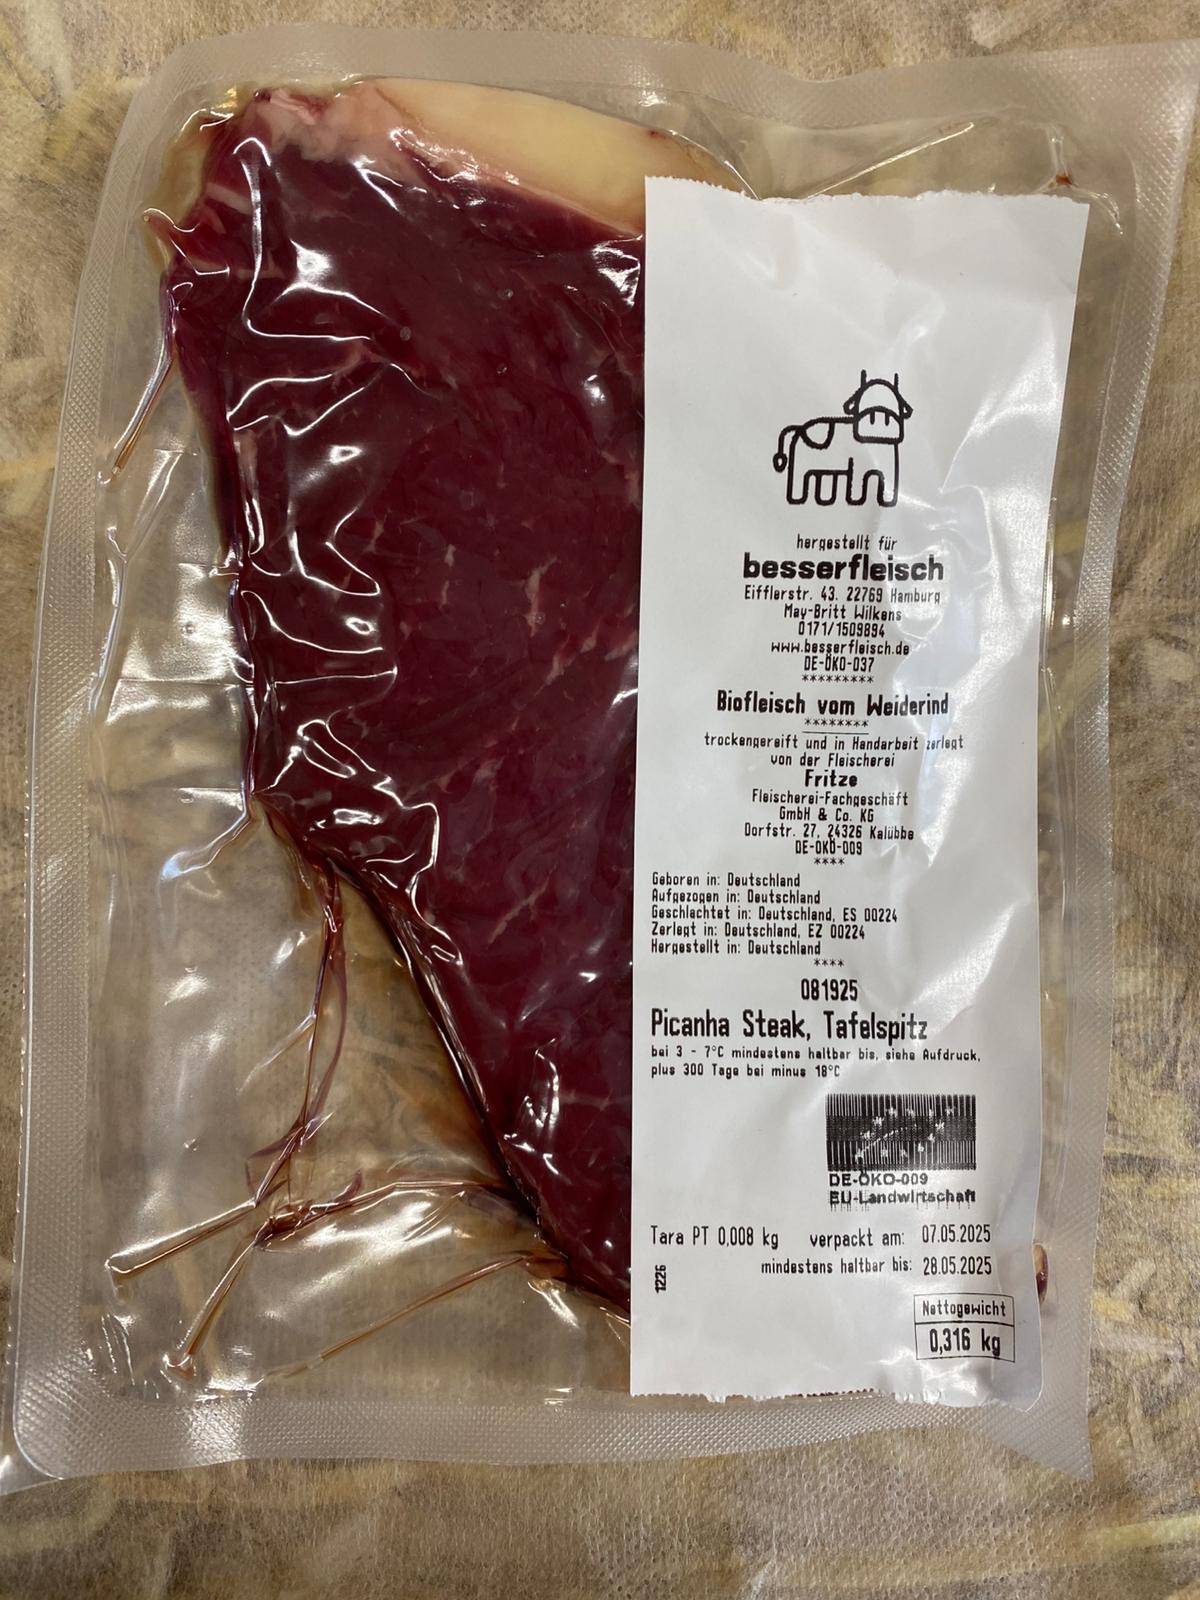 hergestellt für
besserfleisch
Eifflerstr. 43. 22769 Hamburg
May-Britt Wilkens
0171/1509894
www.besserfleisch.de
DE-ÖKO-037
*********
Biofleisch vom Weiderind
********
trockengereift und in Handarbeit zerlegt
von der Fleischerei
Fritze
Fleischerei-Fachgeschäft
GmbH & Co. KG
Dorfstr. 27, 24326 Kalübbe
DE-ÖKO-009
****
Geboren in: Deutschland
Aufgezogen in: Deutschland
Geschlachtet in: Deutschland, ES 00224
Zerlegt in: Deutschland, EZ 00224
Hergestellt in: Deutschland
****
081925
Picanha Steak, Tafelspitz
bei 3 - 7°C mindestens haltbar bis, siehe Aufdruck,
plus 300 Tage bei minus 18°C
DE-ÖKO-009
EU-Landwirtschaft
Tara PT 0,008 kg verpackt am: 07.05.2025
mindestens haltbar bis: 28.05.2025
1226
Nettogewicht
0,316 kg